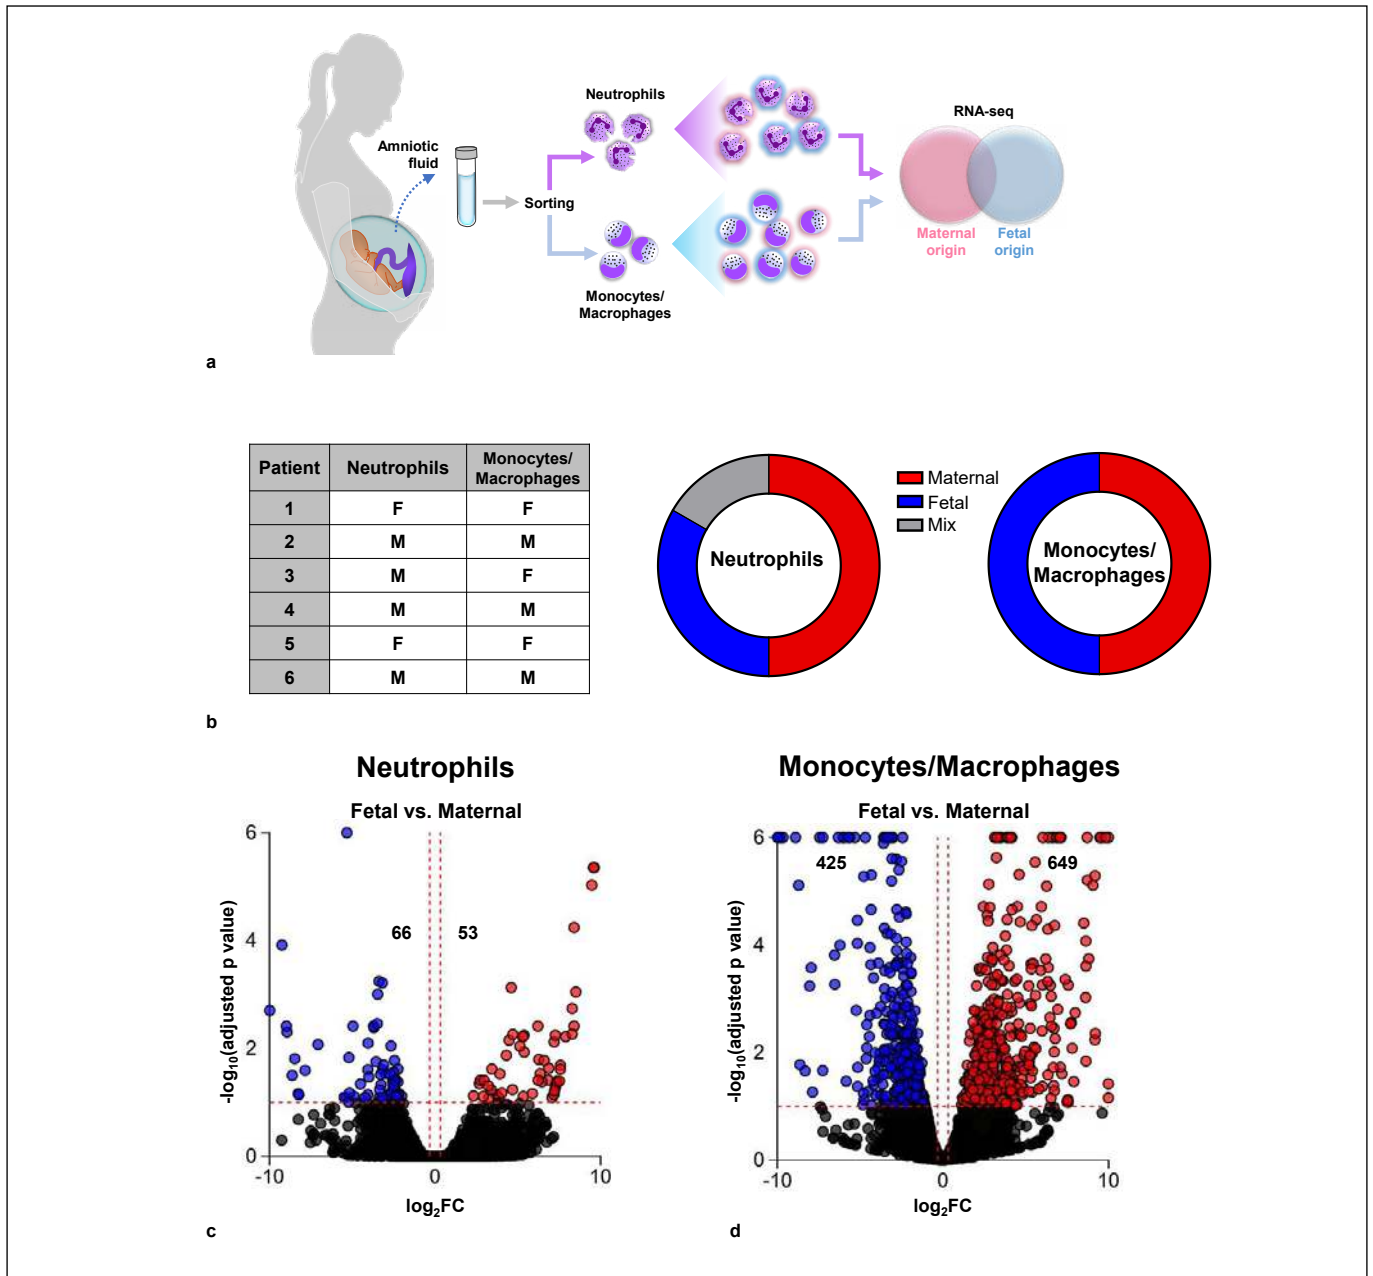 Neutrophils
RNA-seq
Amniotic
fluid
Sorting
Maternal
origin
Fetal
origin
Monocytes/
Macrophages
a
Patient Neutrophils Monocytes/
Macrophages
1 F F
2 M M
3 M F
4 M M
5 F F
6 M M
Neutrophils
Maternal
Fetal
Mix
Monocytes/
Macrophages
b
Neutrophils
Fetal vs. Maternal
6
4
2
0
-log10(adjusted p value)
66 53
-10 0 10
log2FC
c
Monocytes/Macrophages
Fetal vs. Maternal
6
4
2
0
-log10(adjusted p value)
425 649
-10 0 10
log2FC
d